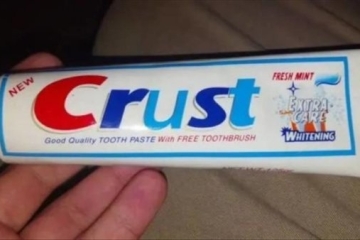 NEW
Crust
Good Quality TOOTH PASTE With FREE TOOTHBRUSH
FRESH MINT
EXTRA
CARE
WHITENING